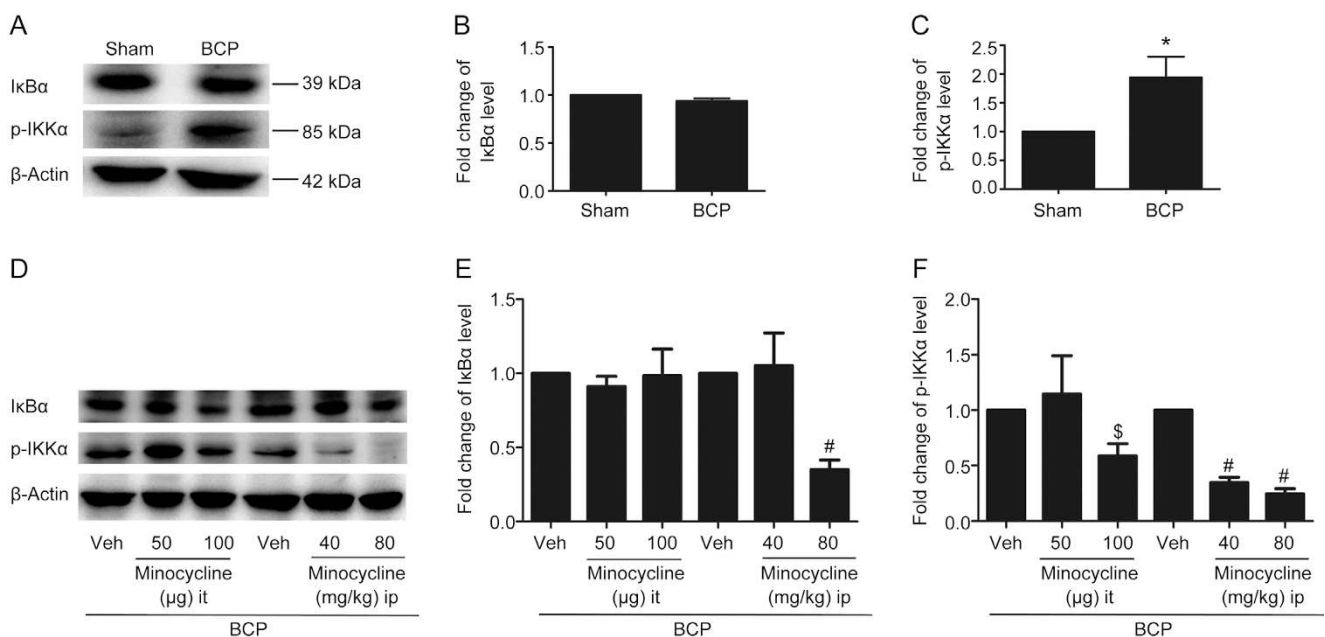 A
Sham BCP
IκBα 39 kDa
p-IKKα 85 kDa
β-Actin 42 kDa
B
Fold change of
IκBα level
1.5
1.0
0.5
0.0
Sham BCP
C
Fold change of
p-IKKα level
2.5
2.0
1.5
1.0
0.5
0.0
*
Sham BCP
D
IκBα
p-IKKα
β-Actin
Veh 50 100 Veh 40 80
Minocycline Minocycline
(μg) it (mg/kg) ip
BCP
E
Fold change of IκBα level
1.5
1.0
0.5
0.0
#
Veh 50 100 Veh 40 80
Minocycline Minocycline
(μg) it (mg/kg) ip
BCP
F
Fold change of p-IKKα level
2.0
1.5
1.0
0.5
0.0
$ # #
Veh 50 100 Veh 40 80
Minocycline Minocycline
(μg) it (mg/kg) ip
BCP